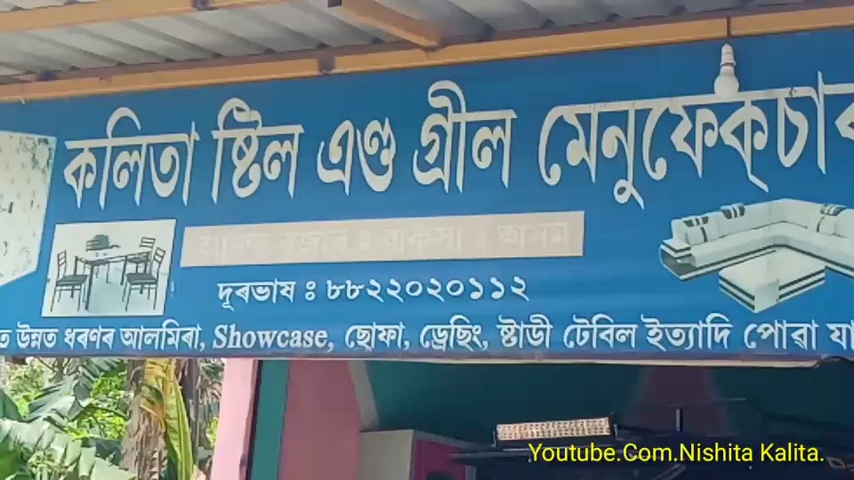 কলিতা ষ্টিল এণ্ড গ্ৰীল মেনুফেক্চাৰ
দূৰভাষ : ৮৮২২০২০১১২
ত উন্নত ধৰণৰ আলমিৰা, Showcase, ছোফা, ড্ৰেছিং, ষ্টাডী টেবিল ইত্যাদি পোৱা যা
Youtube.Com.Nishita Kalita.